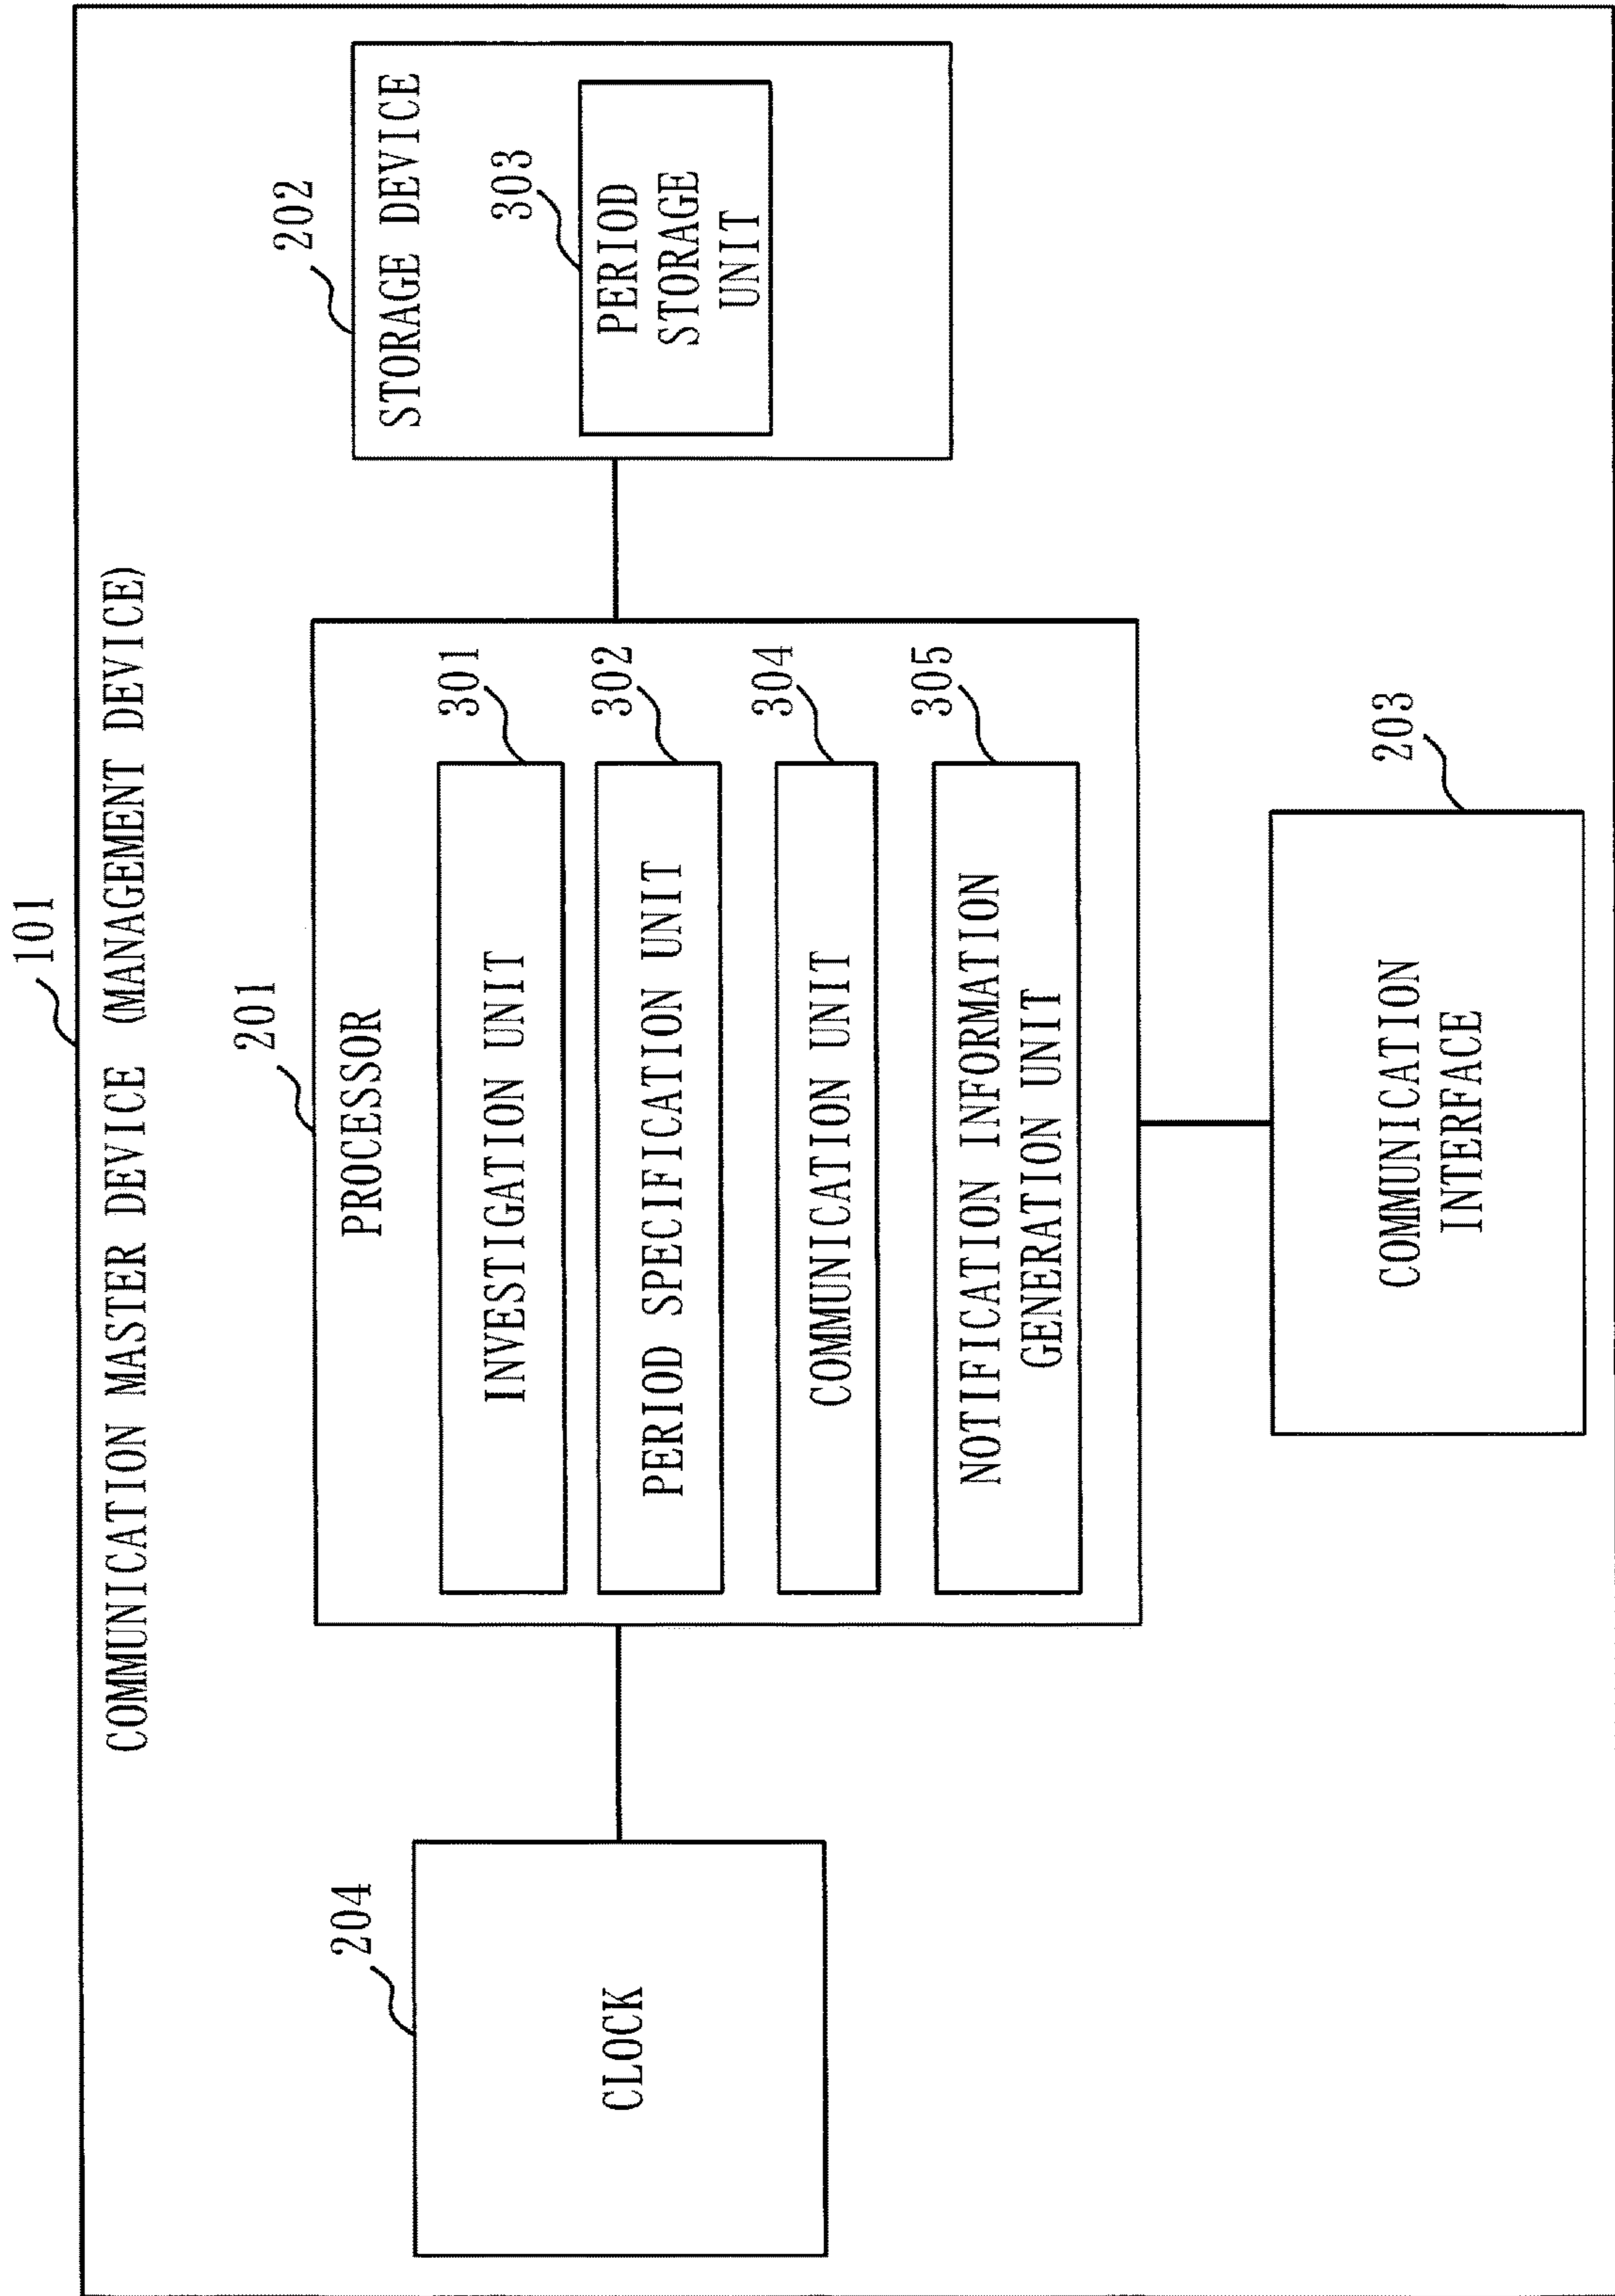 101
COMMUNICATION MASTER DEVICE (MANAGEMENT DEVICE)
204
CLOCK
201
PROCESSOR
INVESTIGATION UNIT
301
PERIOD SPECIFICATION UNIT
302
COMMUNICATION UNIT
304
NOTIFICATION INFORMATION
GENERATION UNIT
305
202
STORAGE DEVICE
303
PERIOD
STORAGE
UNIT
203
COMMUNICATION
INTERFACE